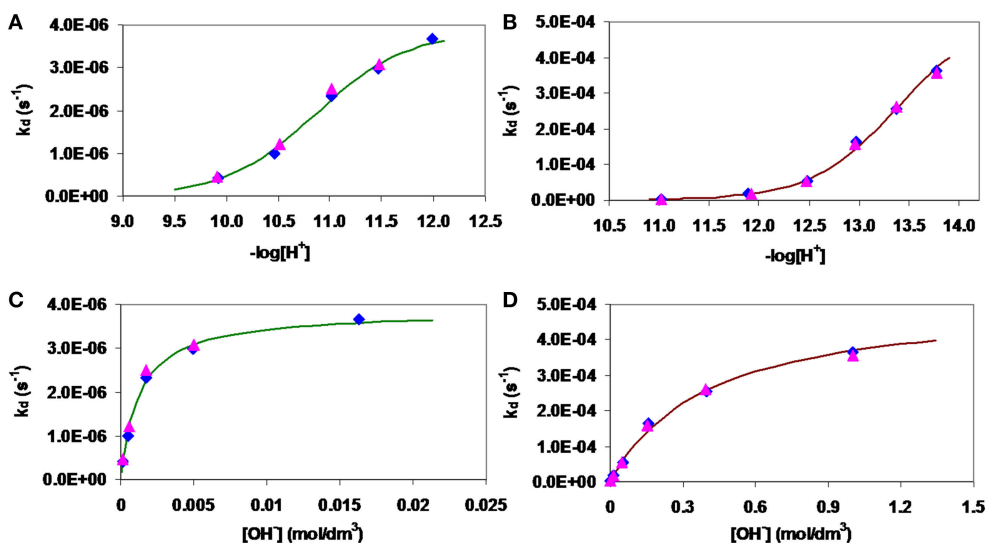 A
4.0E-06
3.0E-06
2.0E-06
1.0E-06
0.0E+00
kd (s-1)
9.0 9.5 10.0 10.5 11.0 11.5 12.0 12.5
-log[H+]
B
5.0E-04
4.0E-04
3.0E-04
2.0E-04
1.0E-04
0.0E+00
kd (s-1)
10.5 11.0 11.5 12.0 12.5 13.0 13.5 14.0
-log[H+]
C
4.0E-06
3.0E-06
2.0E-06
1.0E-06
0.0E+00
kd (s-1)
0 0.005 0.01 0.015 0.02 0.025
[OH-] (mol/dm3)
D
5.0E-04
4.0E-04
3.0E-04
2.0E-04
1.0E-04
0.0E+00
kd (s-1)
0 0.3 0.6 0.9 1.2 1.5
[OH-] (mol/dm3)